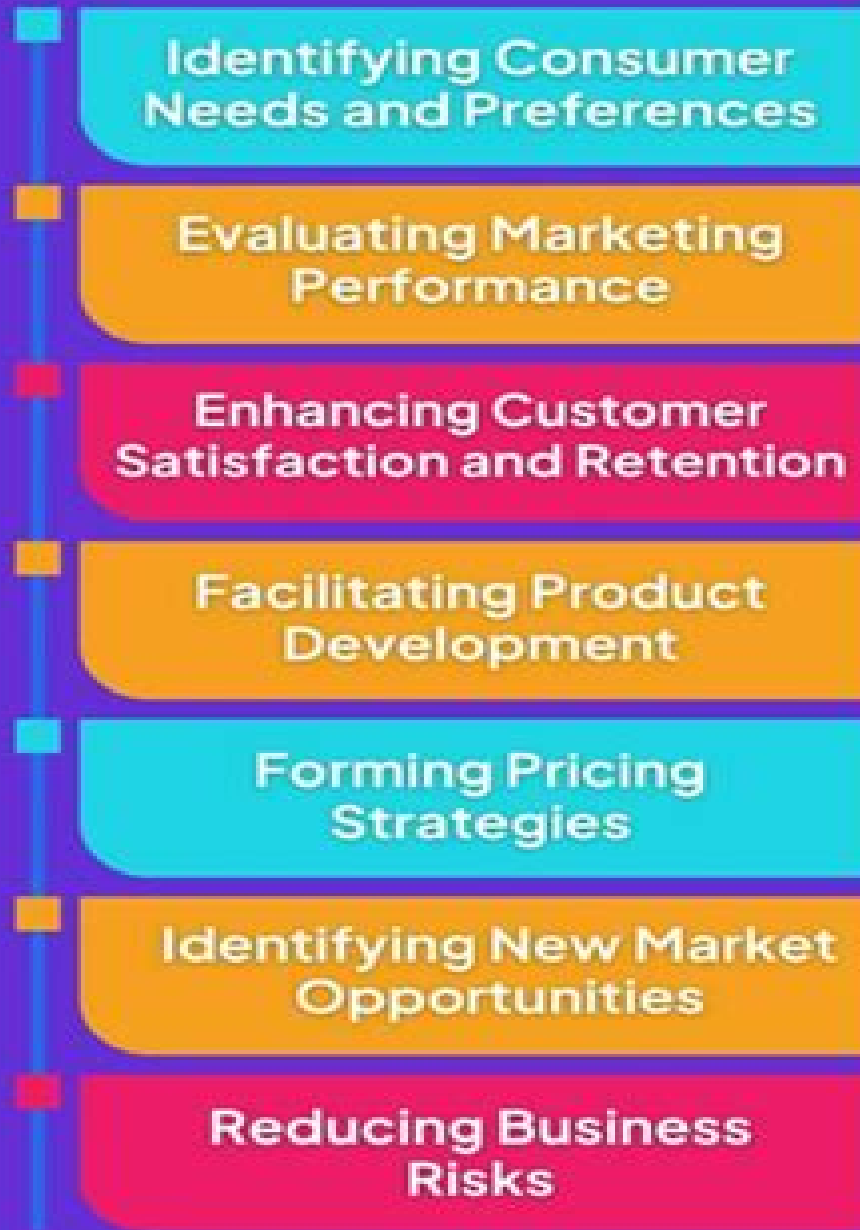 Identifying Consumer
Needs and Preferences
Evaluating Marketing
Performance
Enhancing Customer
Satisfaction and Retention
Facilitating Product
Development
Forming Pricing
Strategies
Identifying New Market
Opportunities
Reducing Business
Risks